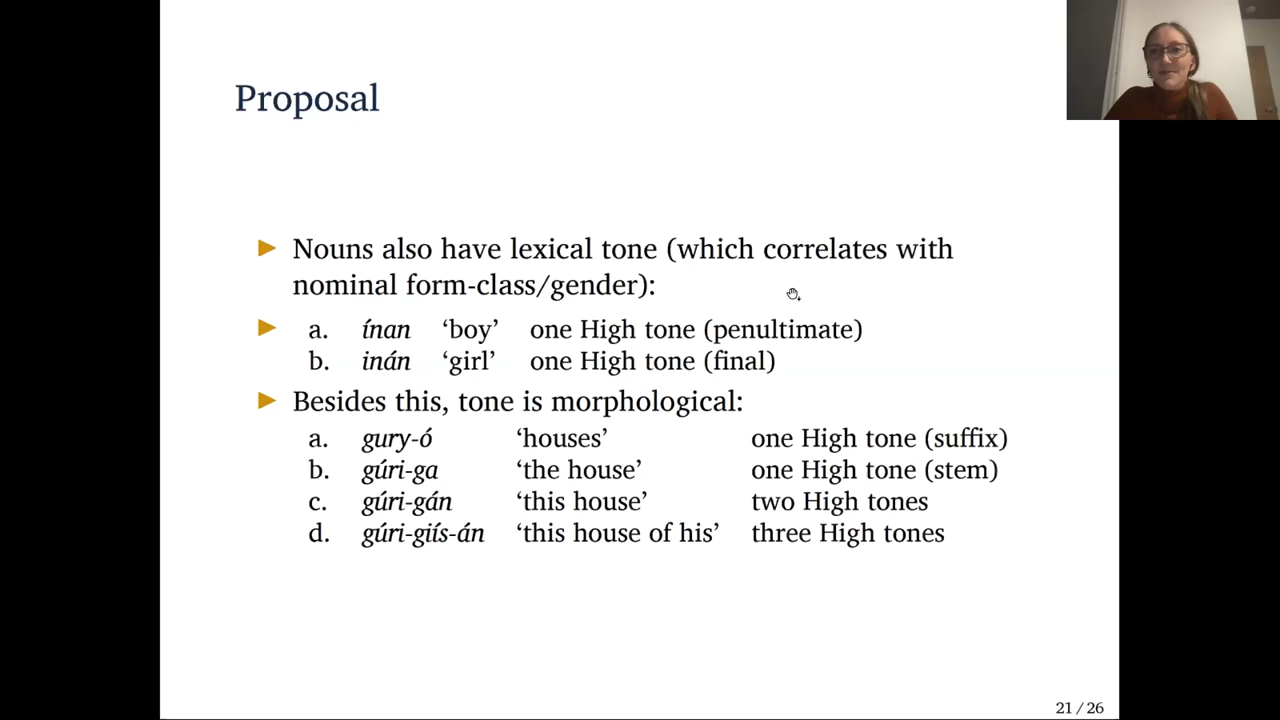 Proposal
Nouns also have lexical tone (which correlates with
nominal form-class/gender):
a. ínan ‘boy’ one High tone (penultimate)
b. inán ‘girl’ one High tone (final)
Besides this, tone is morphological:
a. gury-ó ‘houses’ one High tone (suffix)
b. gúri-ga ‘the house’ one High tone (stem)
c. gúri-gán ‘this house’ two High tones
d. gúri-giís-án ‘this house of his’ three High tones
21 / 26